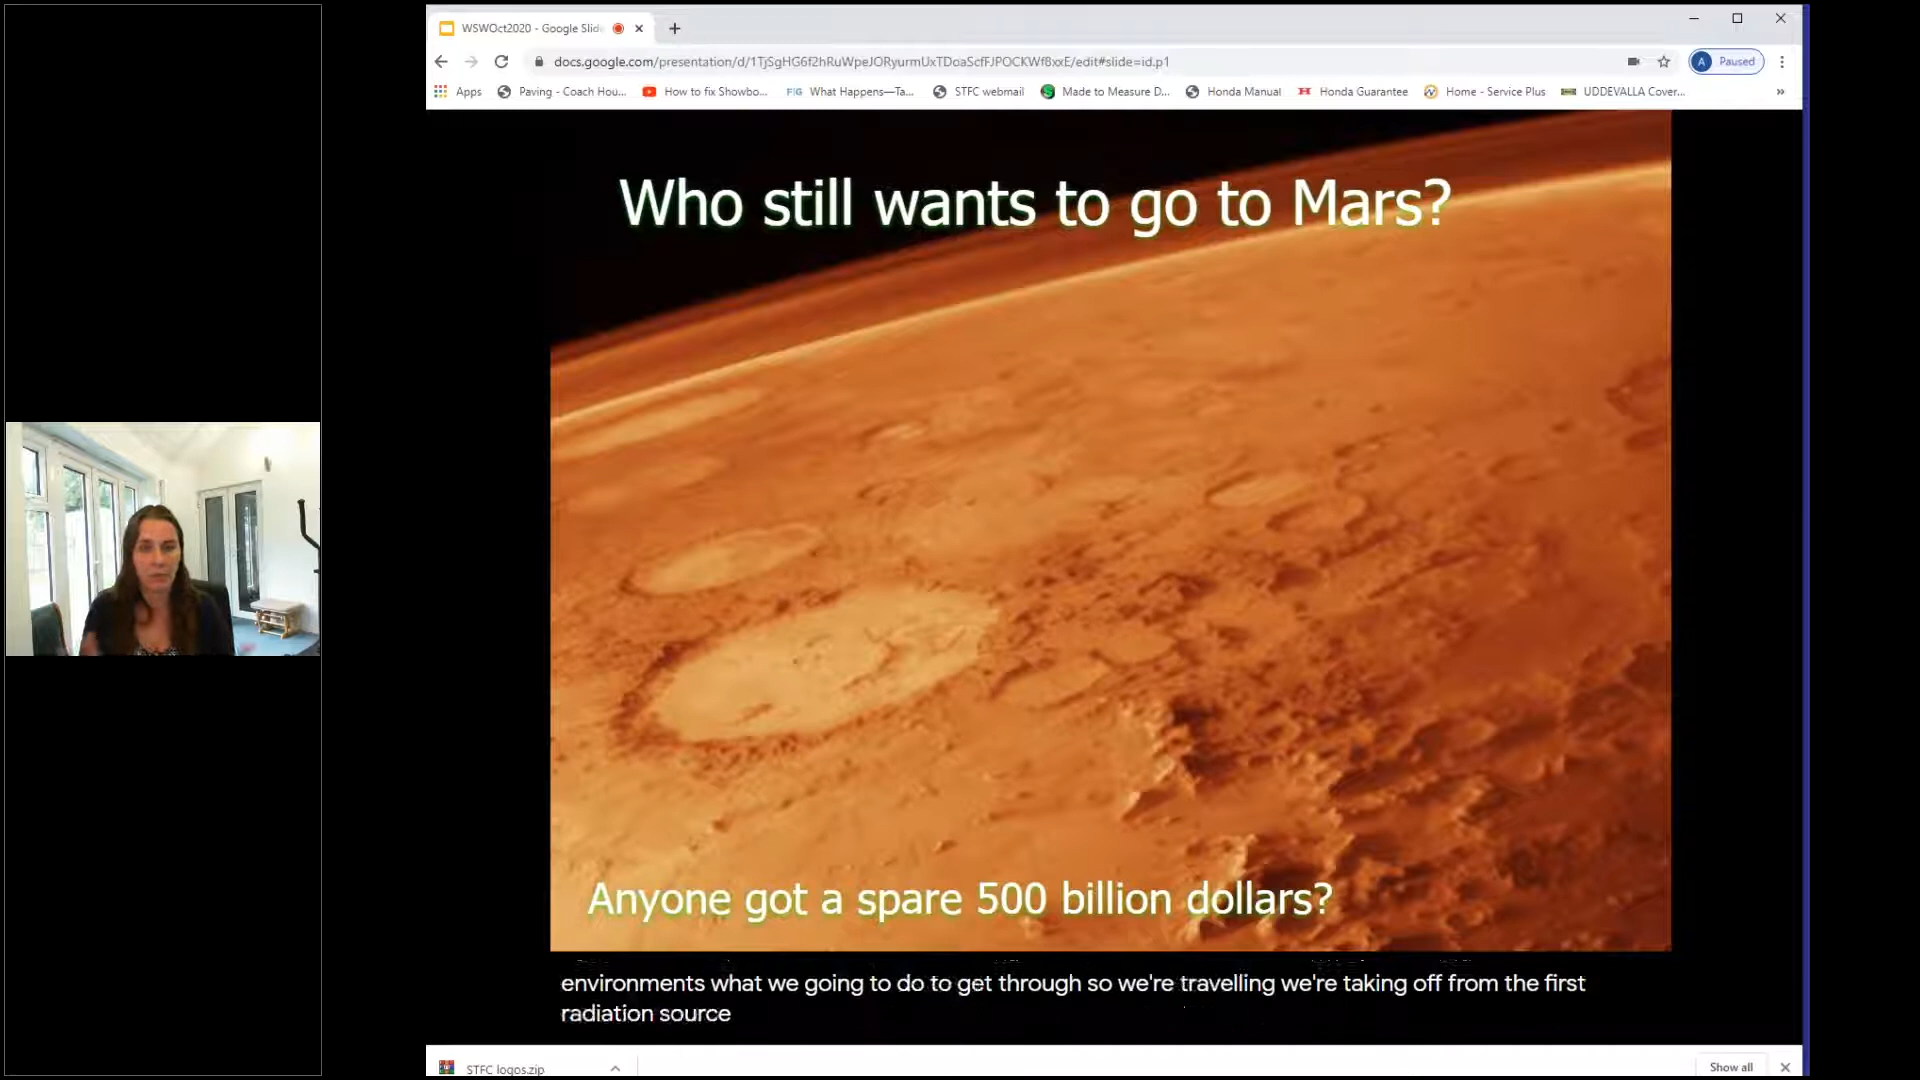 WSWOct2020 - Google Slid
docs.google.com/presentation/d/1TjSgHG6f2hRuWpeJORyurmUxTDoaScfFJPOCKWf8xxE/edit#slide=id.p1
A Paused
Apps Paving - Coach Hou... How to fix Showbo... FIG What Happens—Ta... STFC webmail Made to Measure D... Honda Manual Honda Guarantee Home - Service Plus UDDEVALLA Cover... »
Who still wants to go to Mars?
Anyone got a spare 500 billion dollars?
environments what we going to do to get through so we're travelling we're taking off from the first
radiation source
STFC logos.zip
Show all